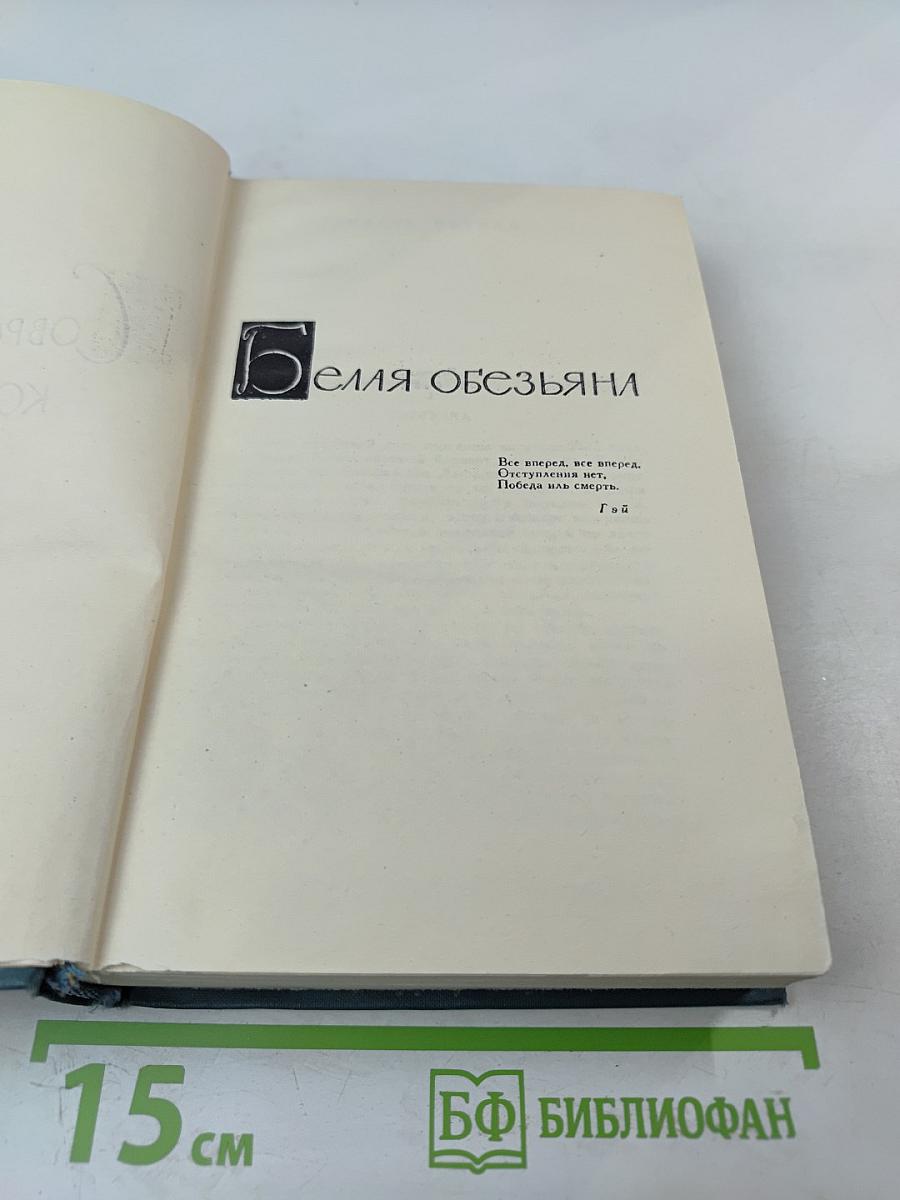 Белая обезьяна
Все вперед, все вперед,
Отступления нет,
Победа иль смерть.
Гэй
15 см
БФ БИБЛИОФАН